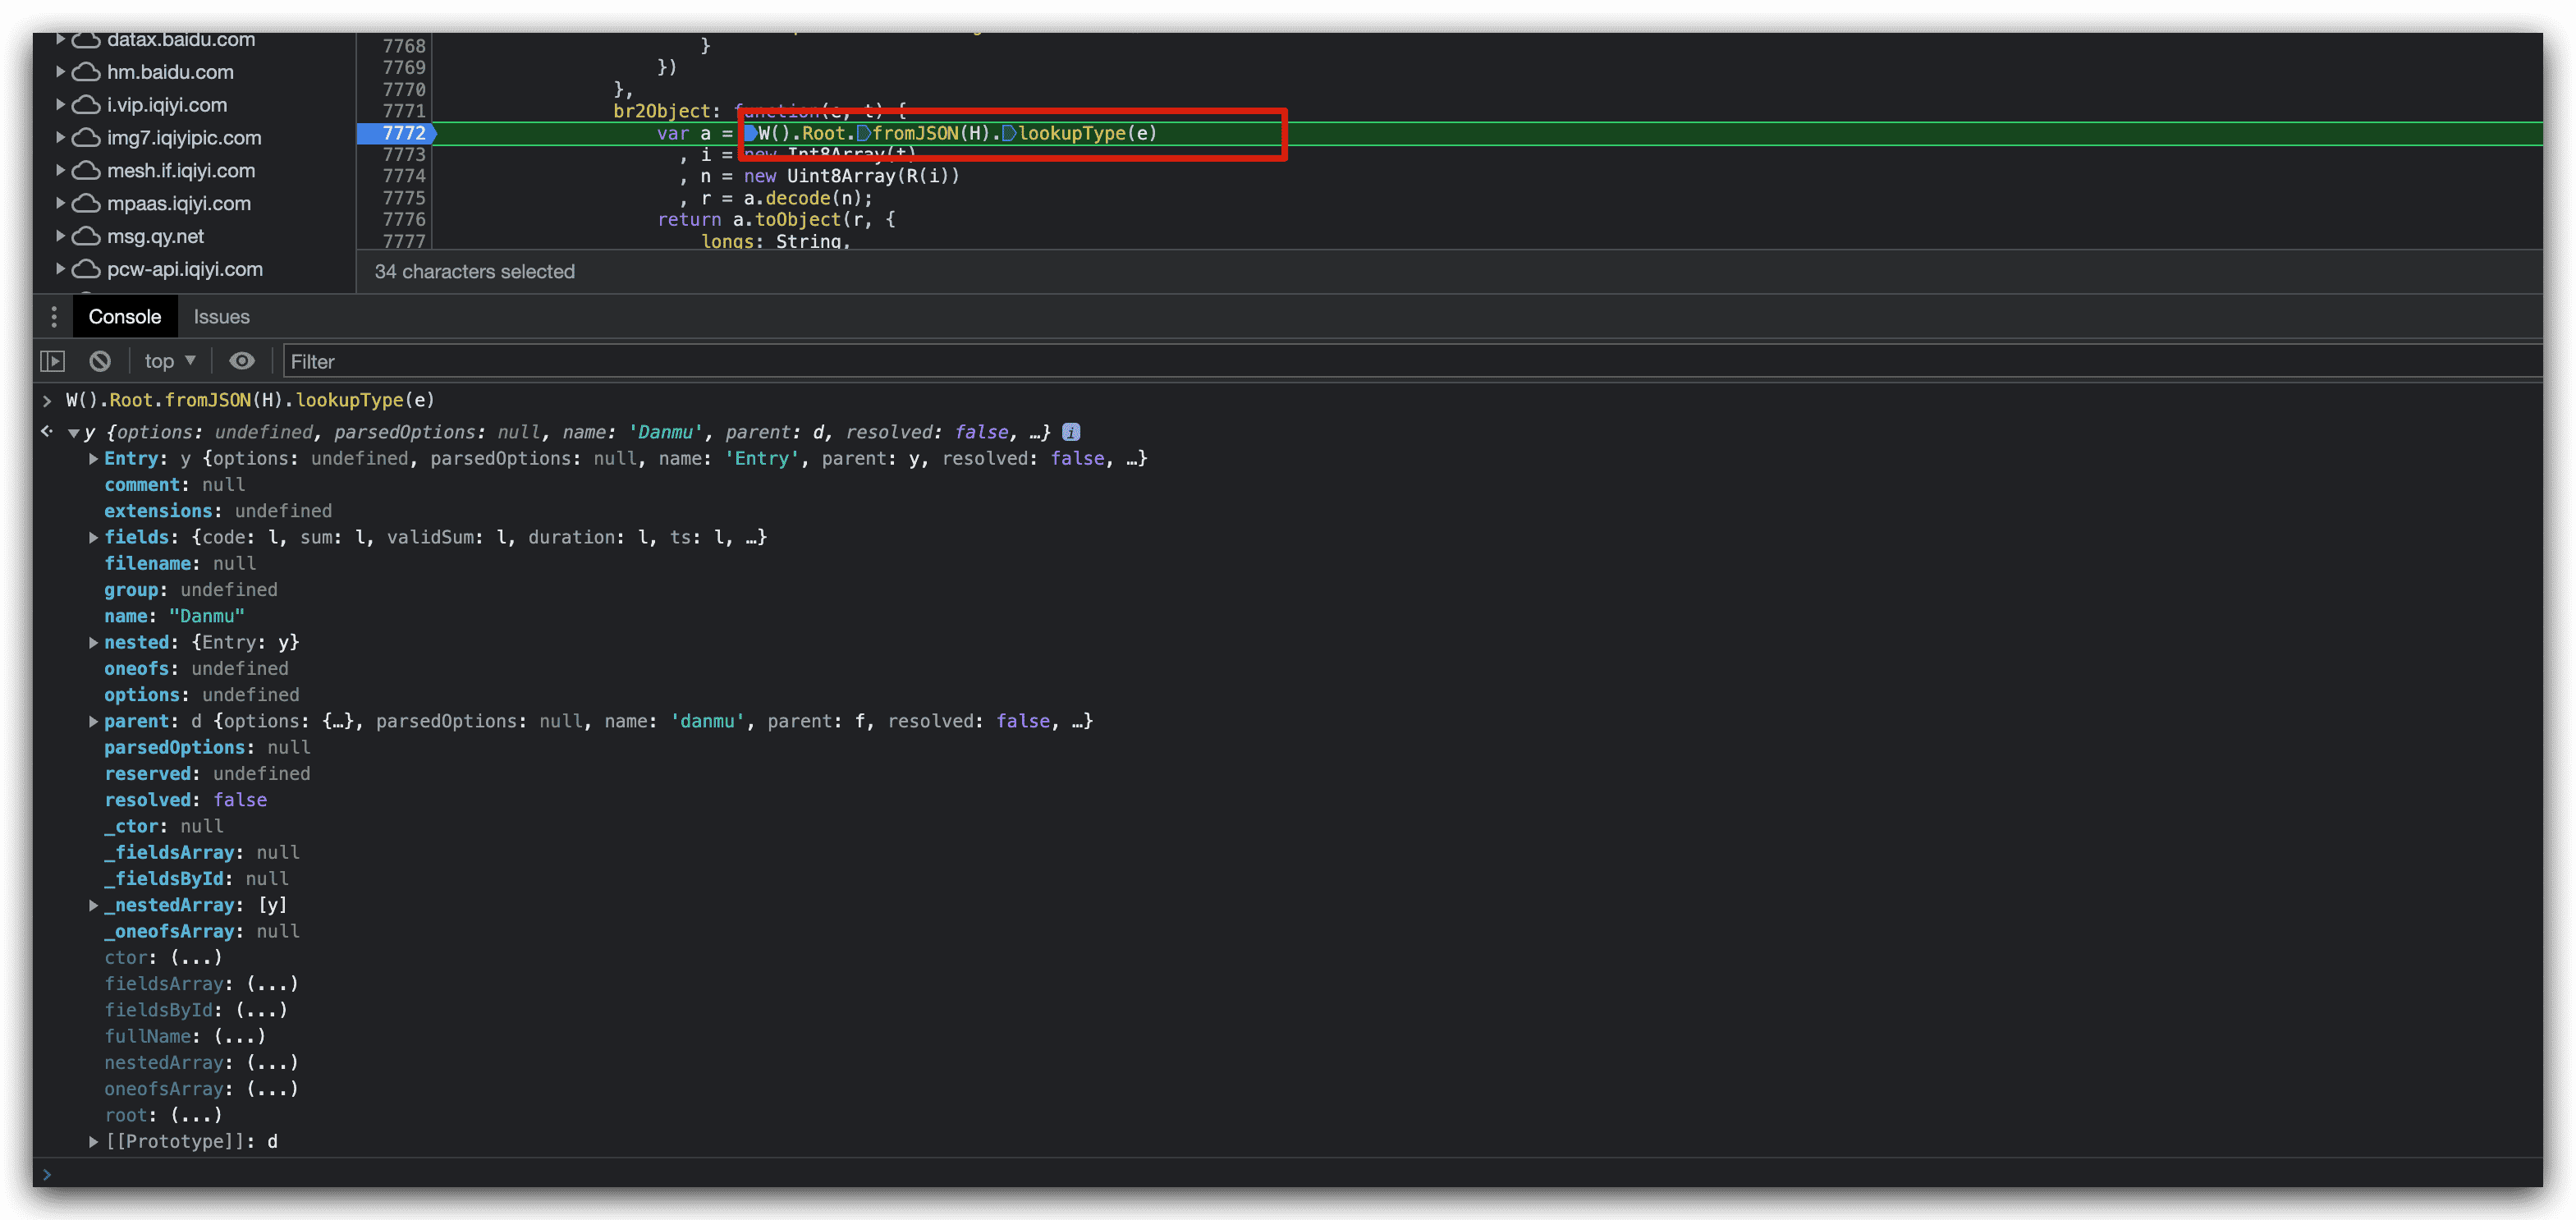 datax.baidu.com
hm.baidu.com
i.vip.iqiyi.com
img7.iqiyipic.com
mesh.if.iqiyi.com
mpaas.iqiyi.com
msg.qy.net
pcw-api.iqiyi.com
7768 }
7769 })
7770 },
7771 br2Object: function(e, t) {
7772 var a = W().Root.fromJSON(H).lookupType(e)
7773 , i = new Int8Array(t)
7774 , n = new Uint8Array(R(i))
7775 , r = a.decode(n);
7776 return a.toObject(r, {
7777 longs: String,
34 characters selected
Console Issues
top Filter
W().Root.fromJSON(H).lookupType(e)
y {options: undefined, parsedOptions: null, name: 'Danmu', parent: d, resolved: false, …}
Entry: y {options: undefined, parsedOptions: null, name: 'Entry', parent: y, resolved: false, …}
comment: null
extensions: undefined
fields: {code: l, sum: l, validSum: l, duration: l, ts: l, …}
filename: null
group: undefined
name: "Danmu"
nested: {Entry: y}
oneofs: undefined
options: undefined
parent: d {options: {…}, parsedOptions: null, name: 'danmu', parent: f, resolved: false, …}
parsedOptions: null
reserved: undefined
resolved: false
_ctor: null
_fieldsArray: null
_fieldsById: null
_nestedArray: [y]
_oneofsArray: null
ctor: (...)
fieldsArray: (...)
fieldsById: (...)
fullName: (...)
nestedArray: (...)
oneofsArray: (...)
root: (...)
[[Prototype]]: d